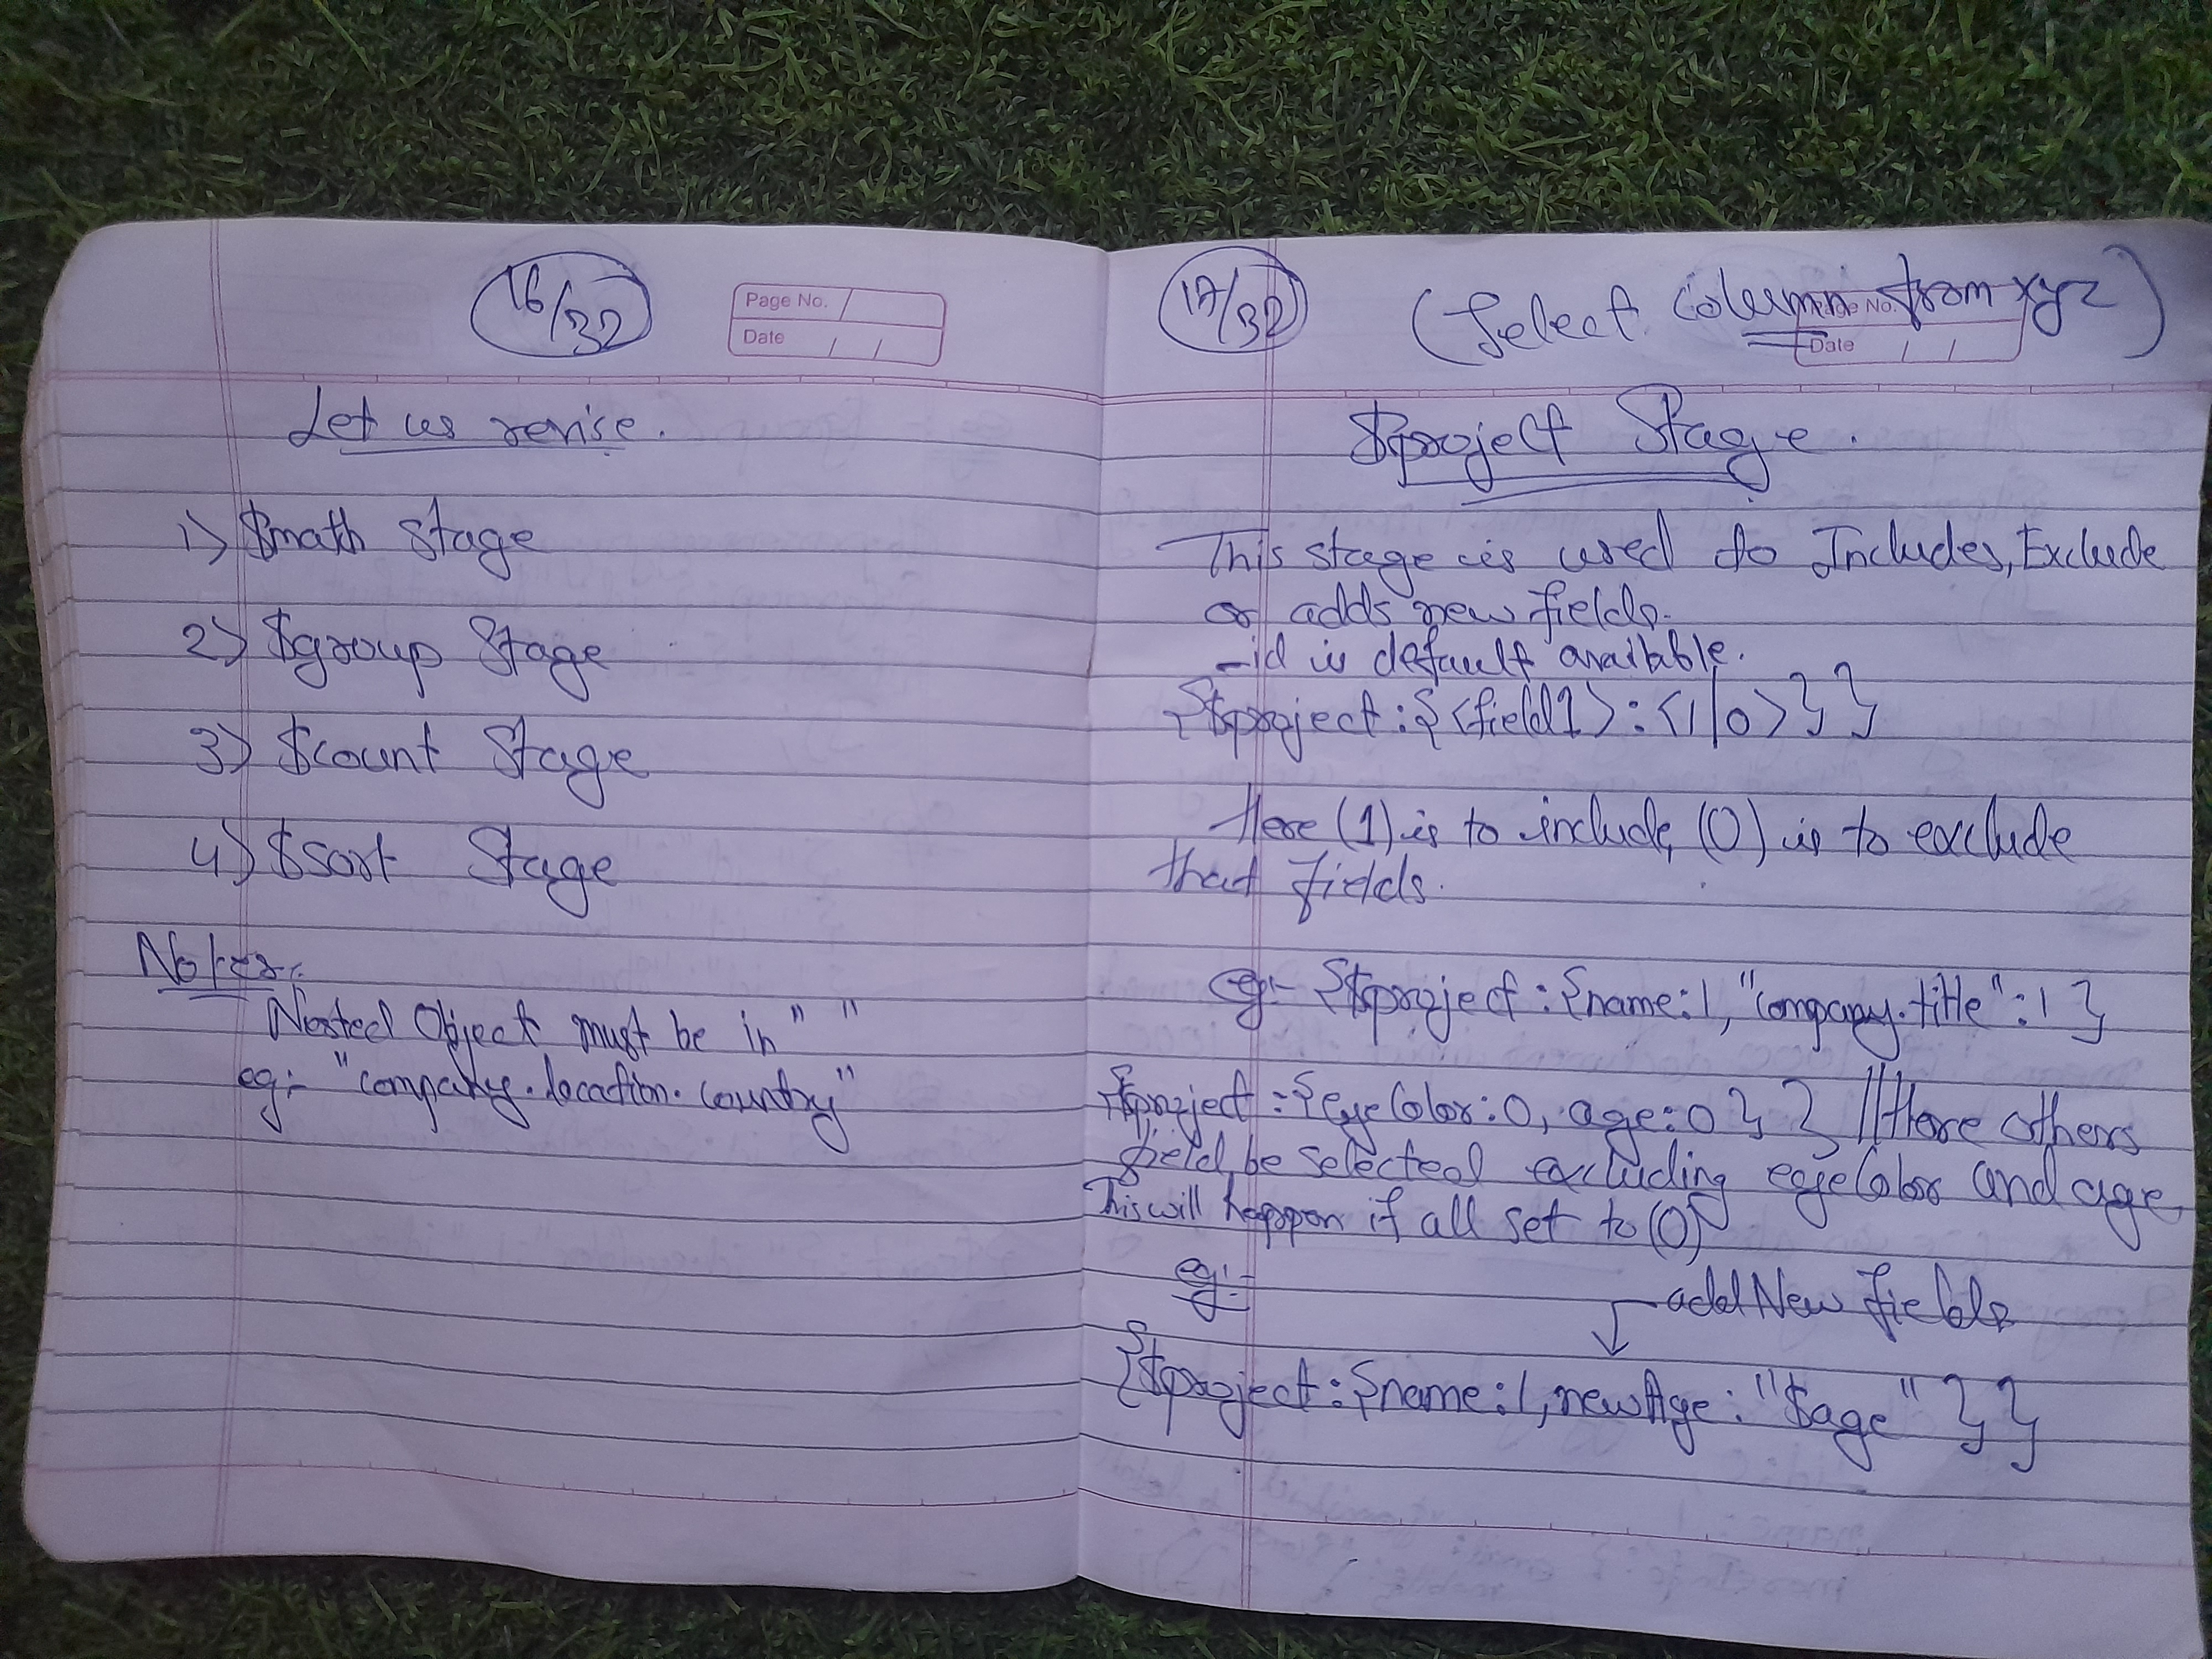 16/32
Page No.
Date / /
Let us revise.
1) $math Stage
2) $group Stage
3) $count Stage
4) $sort Stage
Notes:-
Nested Object must be in " "
eg:- "company.location.country"
17/32
(Select column from xyz)
Date / /
$project Stage.
This stage is used to Includes, Exclude
or adds new fields.
_id is default available.
{$project:{<field1>:<1|0>}}
Here (1) is to include, (0) is to exclude
that fields.
eg:- {$project:{name:1,"company.title":1}}
{$project:{eyeColor:0, age:0}} //Here others
field be selected excluding eyeColor and age
This will happen if all set to (0)
eg:-
add New fields
{$project:{name:1,newAge:"$age"}}